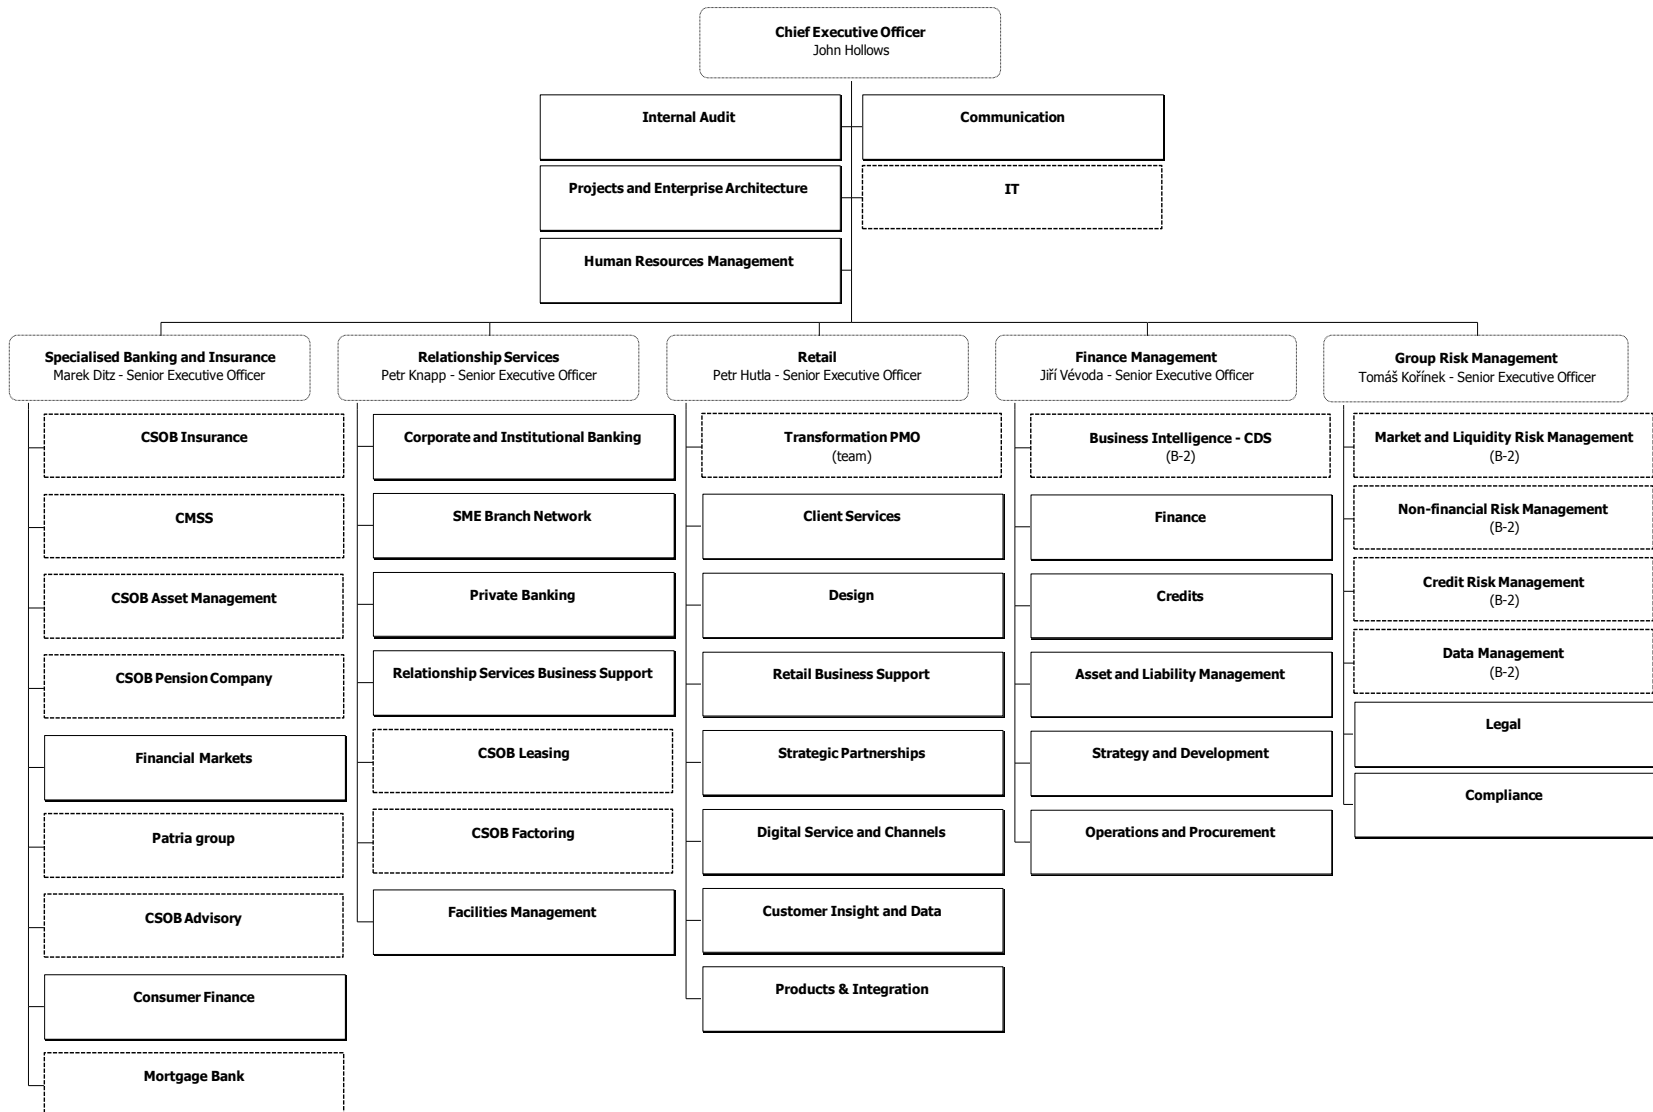 Chief Executive Officer
John Hollows
Internal Audit
Communication
Projects and Enterprise Architecture
IT
Human Resources Management
Specialised Banking and Insurance
Marek Ditz - Senior Executive Officer
CSOB Insurance
CMSS
CSOB Asset Management
CSOB Pension Company
Financial Markets
Patria group
CSOB Advisory
Consumer Finance
Mortgage Bank
Relationship Services
Petr Knapp - Senior Executive Officer
Corporate and Institutional Banking
SME Branch Network
Private Banking
Relationship Services Business Support
CSOB Leasing
CSOB Factoring
Facilities Management
Retail
Petr Hutla - Senior Executive Officer
Transformation PMO
(team)
Client Services
Design
Retail Business Support
Strategic Partnerships
Digital Service and Channels
Customer Insight and Data
Products & Integration
Finance Management
Jiří Vévoda - Senior Executive Officer
Business Intelligence - CDS
(B-2)
Finance
Credits
Asset and Liability Management
Strategy and Development
Operations and Procurement
Group Risk Management
Tomáš Kořínek - Senior Executive Officer
Market and Liquidity Risk Management
(B-2)
Non-financial Risk Management
(B-2)
Credit Risk Management
(B-2)
Data Management
(B-2)
Legal
Compliance